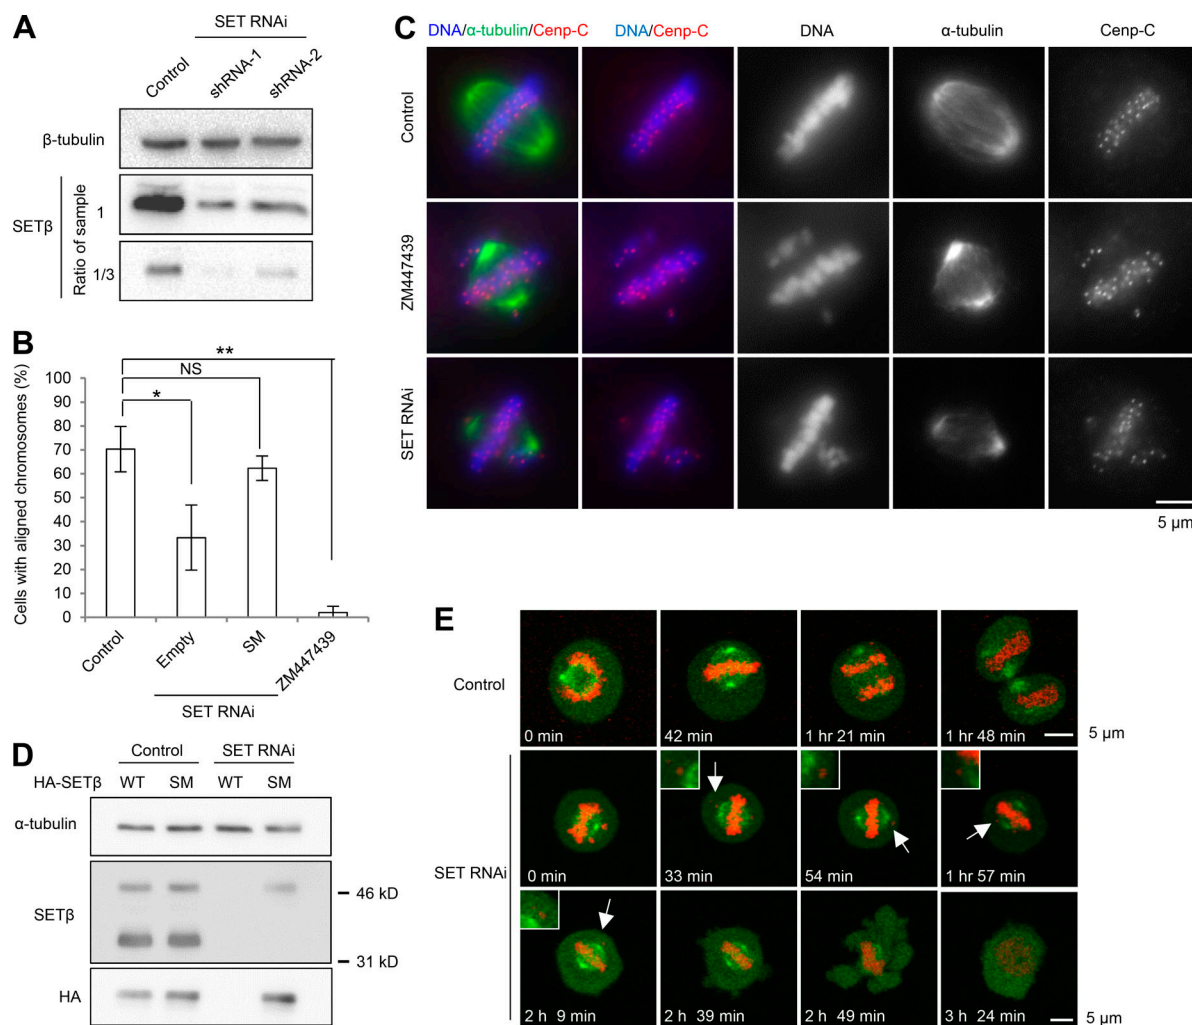 A
SET RNAi
Control
shRNA-1
shRNA-2
β-tubulin
SETβ
Ratio of sample
1
1/3
B
**
NS
*
Cells with aligned chromosomes (%)
100
90
80
70
60
50
40
30
20
10
0
Control
Empty
SM
ZM447439
SET RNAi
C
DNA/α-tubulin/Cenp-C
DNA/Cenp-C
DNA
α-tubulin
Cenp-C
Control
ZM447439
SET RNAi
5 µm
D
Control
SET RNAi
HA-SETβ
WT
SM
WT
SM
α-tubulin
SETβ
46 kD
31 kD
HA
E
Control
0 min
42 min
1 hr 21 min
1 hr 48 min
5 µm
SET RNAi
0 min
33 min
54 min
1 hr 57 min
2 h 9 min
2 h 39 min
2 h 49 min
3 h 24 min
5 µm